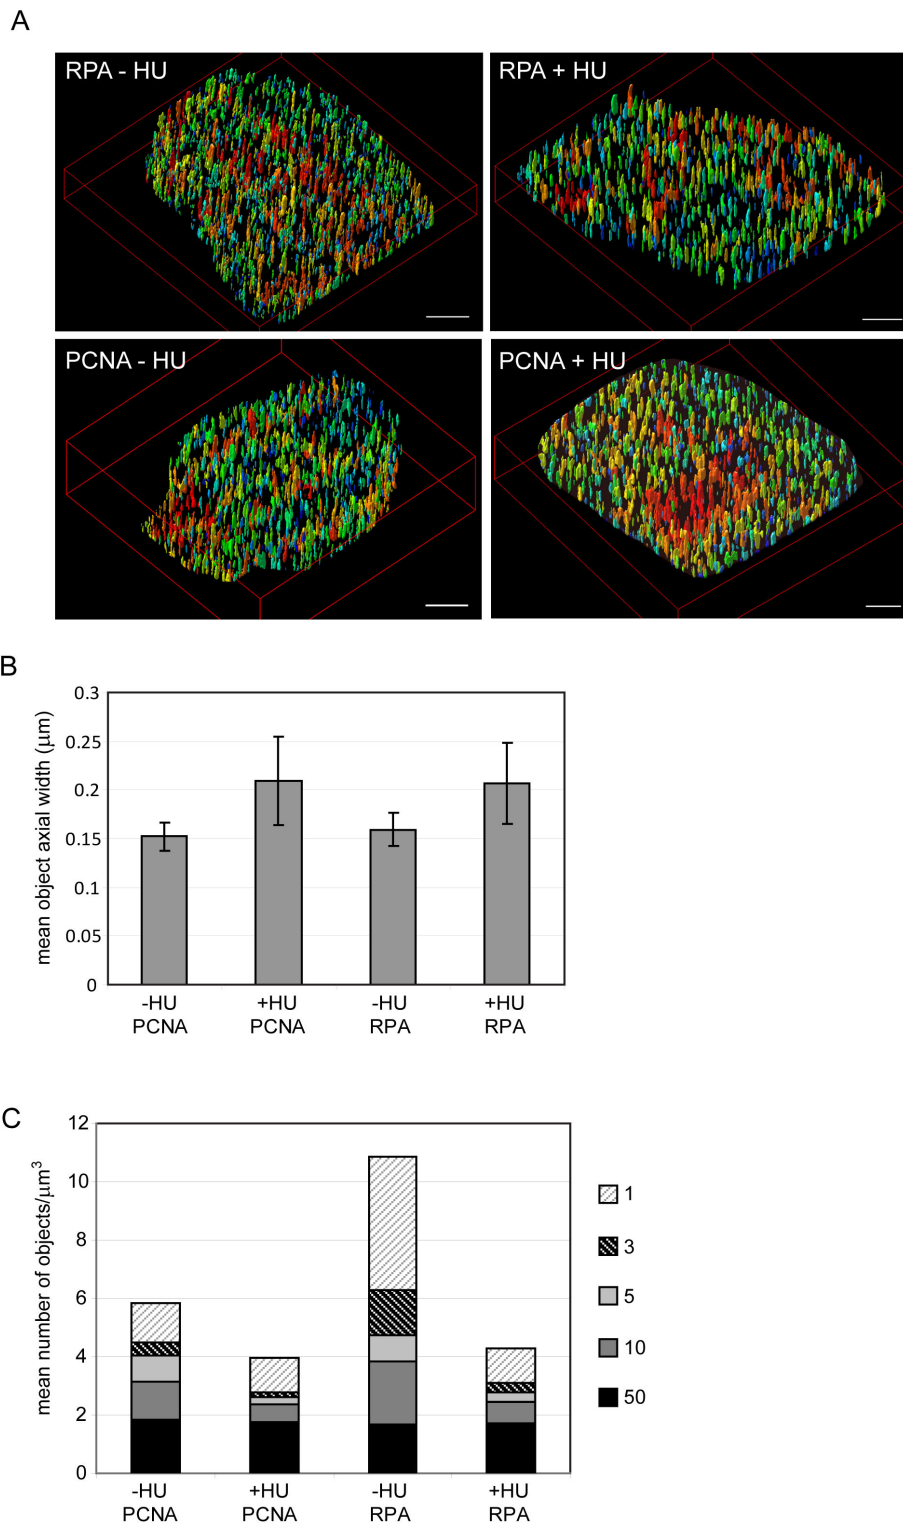 A
RPA - HU
RPA + HU
PCNA - HU
PCNA + HU
B
mean object axial width (μm)
0.3
0.25
0.2
0.15
0.1
0.05
0
-HU
PCNA
+HU
PCNA
-HU
RPA
+HU
RPA
C
mean number of objects/μm³
12
10
8
6
4
2
0
-HU
PCNA
+HU
PCNA
-HU
RPA
+HU
RPA
1
3
5
10
50